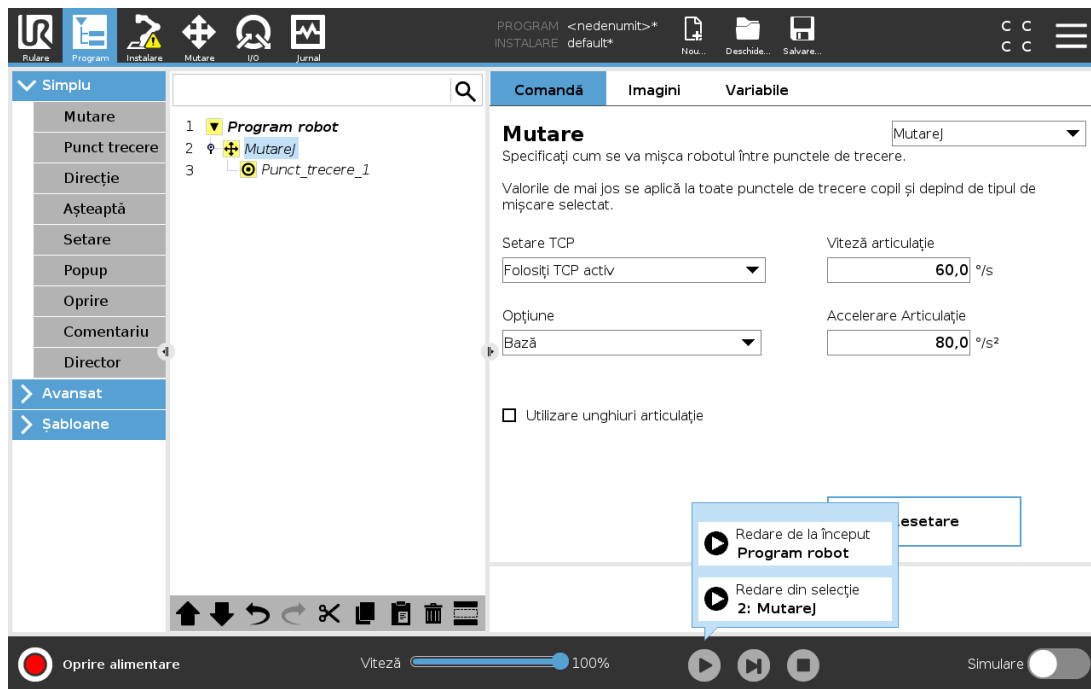 PROGRAM <nedenumit>*
INSTALARE default*
UR
Rulare
Program
Instalare
Mutare
I/O
Jurnal
Nou...
Deschide...
Salvare...
C C
C C
Simplu
Mutare
Punct trecere
Direcție
Așteaptă
Setare
Popup
Oprire
Comentariu
Director
Avansat
Șabloane
1 Program robot
2 MutareJ
3 Punct_trecere_1
Comandă Imagini Variabile
Mutare
MutareJ
Specificați cum se va mișca robotul între punctele de trecere.
Valorile de mai jos se aplică la toate punctele de trecere copil și depind de tipul de
mișcare selectat.
Setare TCP
Viteză articulație
Folosiți TCP activ
60,0 °/s
Opțiune
Accelerare Articulație
Bază
80,0 °/s²
Utilizare unghiuri articulație
esetare
Redare de la început
Program robot
Redare din selecție
2: MutareJ
Oprire alimentare
Viteză
100%
Simulare